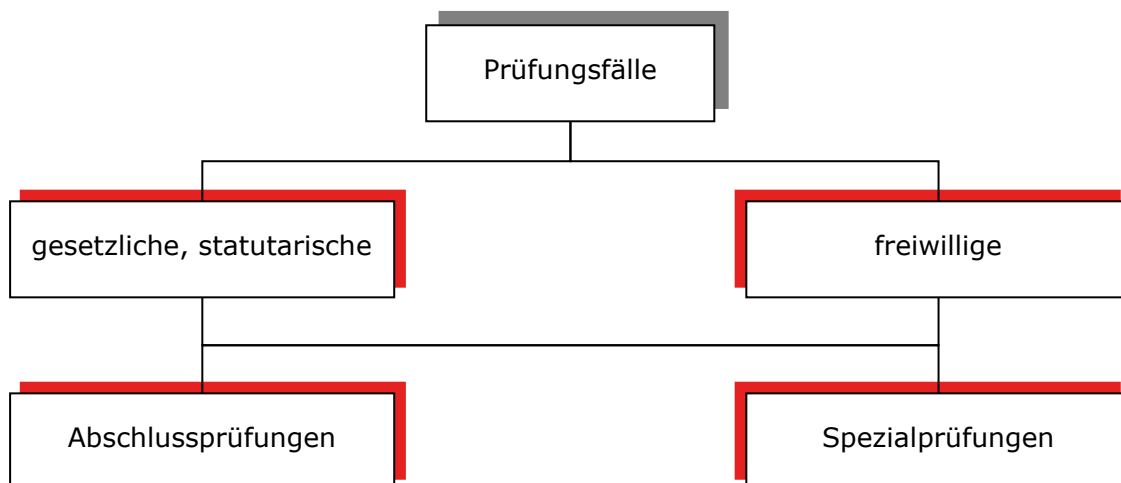 Prüfungsfälle
gesetzliche, statutarische
freiwillige
Abschlussprüfungen
Spezialprüfungen